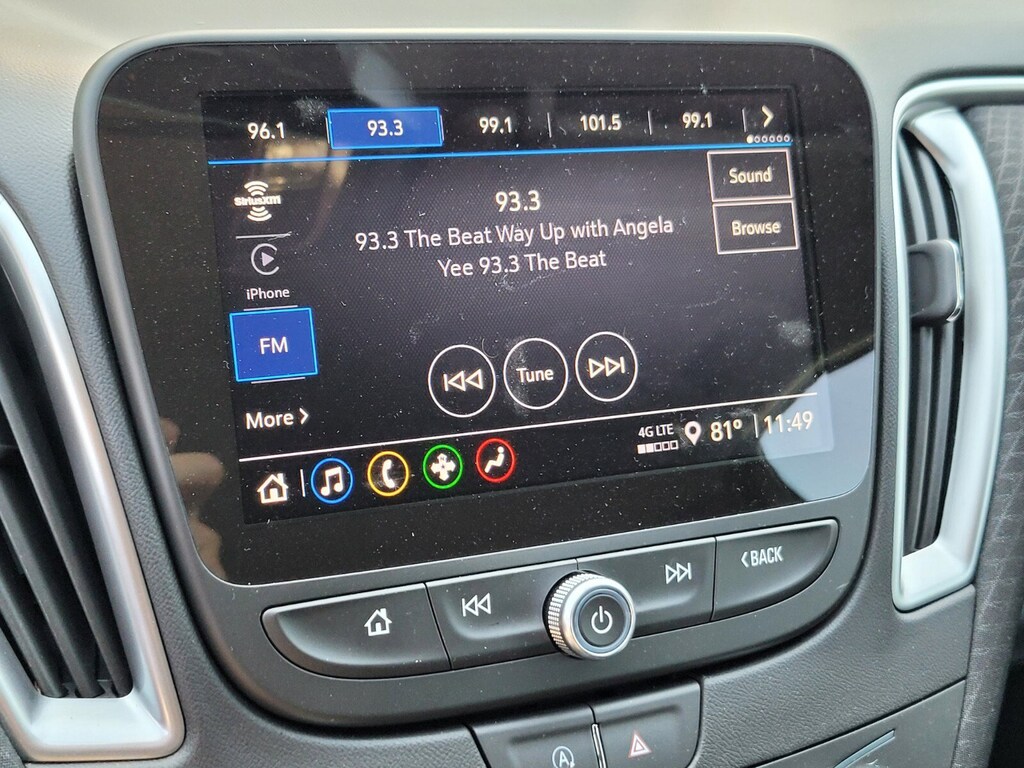 96.1 93.3 99.1 101.5 99.1
SiriusXM
93.3
Sound
93.3 The Beat Way Up with Angela
Yee 93.3 The Beat
Browse
iPhone
FM
Tune
More
4G LTE
81° 11:49
BACK
A